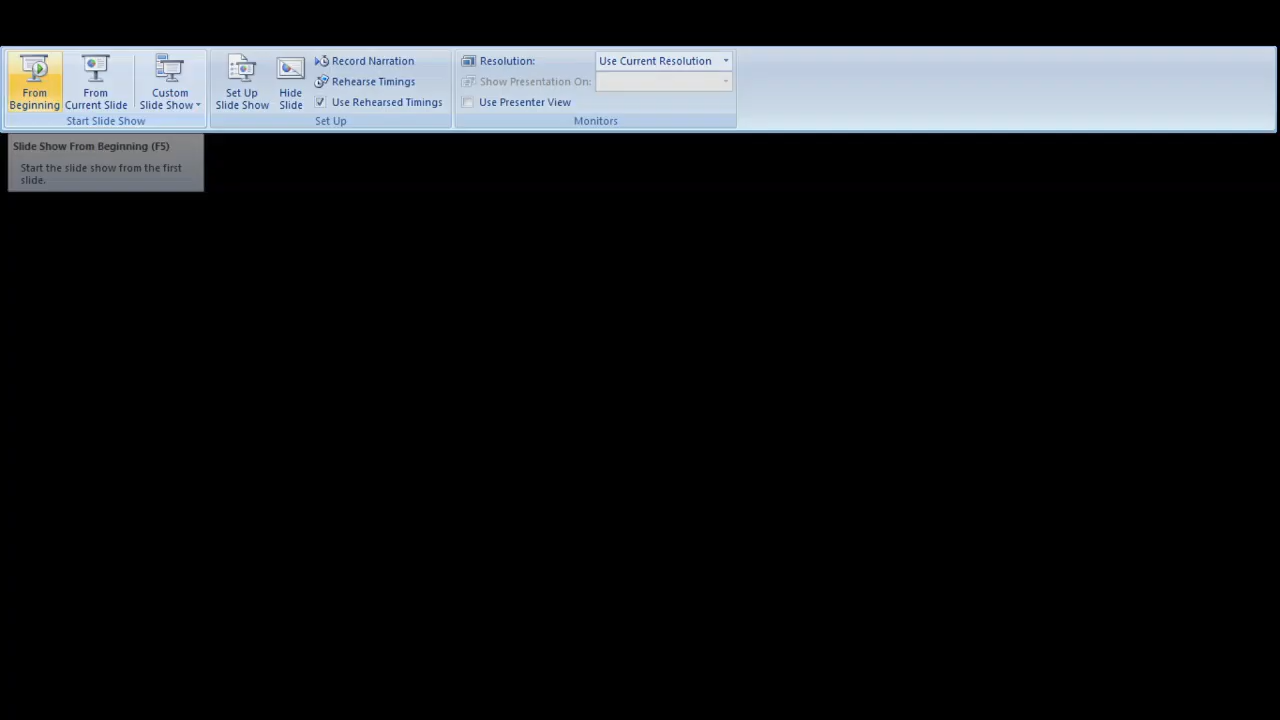 From
Beginning
From
Current Slide
Custom
Slide Show
Start Slide Show
Set Up
Slide Show
Hide
Slide
Record Narration
Rehearse Timings
Use Rehearsed Timings
Set Up
Resolution: Use Current Resolution
Show Presentation On:
Use Presenter View
Monitors
Slide Show From Beginning (F5)
Start the slide show from the first
slide.